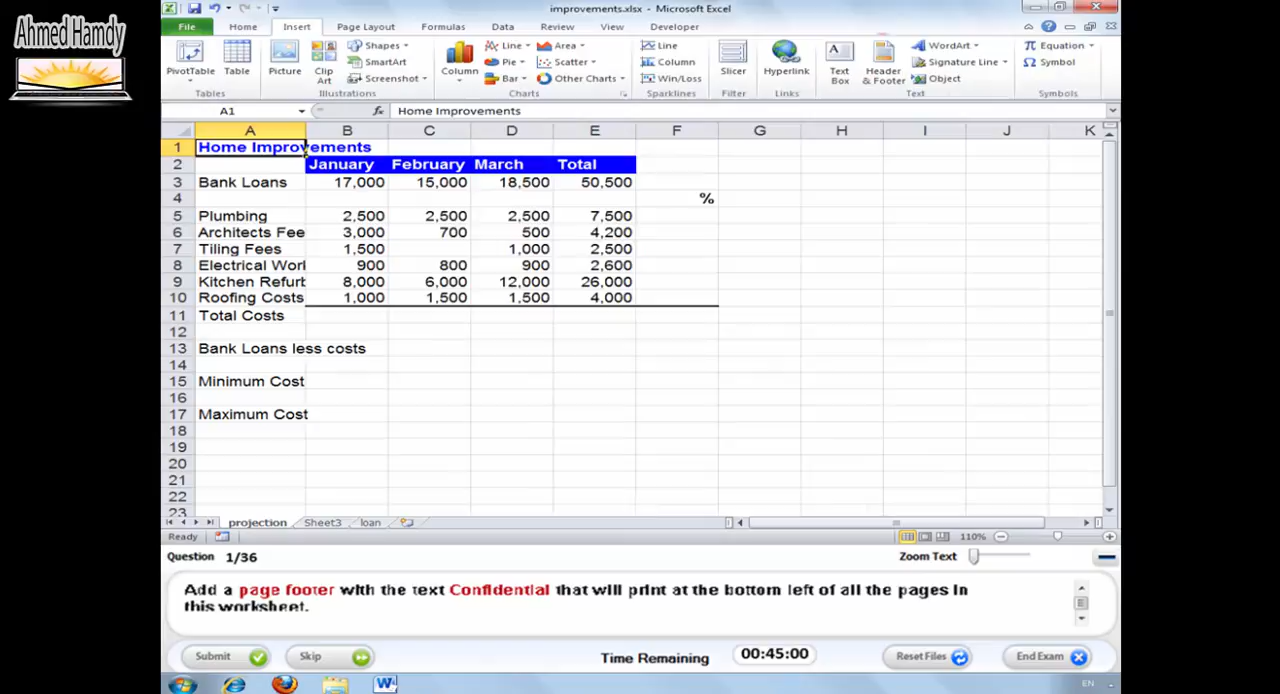 Ahmed Hamdy
improvements.xlsx - Microsoft Excel
File Home Insert Page Layout Formulas Data Review View Developer
PivotTable Table Picture Clip Art Shapes SmartArt Screenshot Column Line Pie Bar Area Scatter Other Charts Line Column Win/Loss Slicer Hyperlink Text Box Header & Footer WordArt Signature Line Object Equation Symbol
Tables Illustrations Charts Sparklines Filter Links Text Symbols
A1 fx Home Improvements
A B C D E F G H I J K
1 Home Improvements
2 January February March Total
3 Bank Loans 17,000 15,000 18,500 50,500
4 %
5 Plumbing 2,500 2,500 2,500 7,500
6 Architects Fee 3,000 700 500 4,200
7 Tiling Fees 1,500 1,000 2,500
8 Electrical Worl 900 800 900 2,600
9 Kitchen Refurb 8,000 6,000 12,000 26,000
10 Roofing Costs 1,000 1,500 1,500 4,000
11 Total Costs
12
13 Bank Loans less costs
14
15 Minimum Cost
16
17 Maximum Cost
18
19
20
21
22
23
projection Sheet3 loan
Ready 110%
Question 1/36 Zoom Text
Add a page footer with the text Confidential that will print at the bottom left of all the pages in
this worksheet.
Submit Skip Time Remaining 00:45:00 Reset Files End Exam
EN